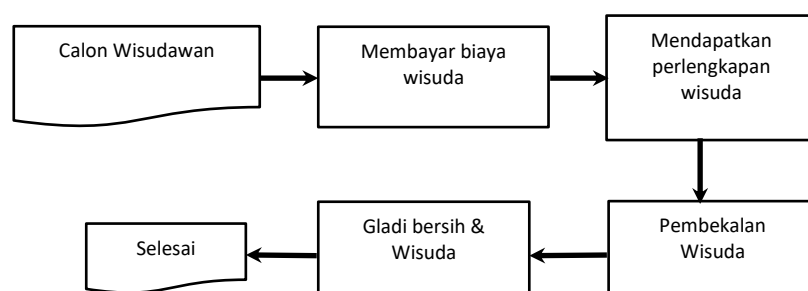 Calon Wisudawan
Membayar biaya
wisuda
Mendapatkan
perlengkapan
wisuda
Pembekalan
Wisuda
Gladi bersih &
Wisuda
Selesai